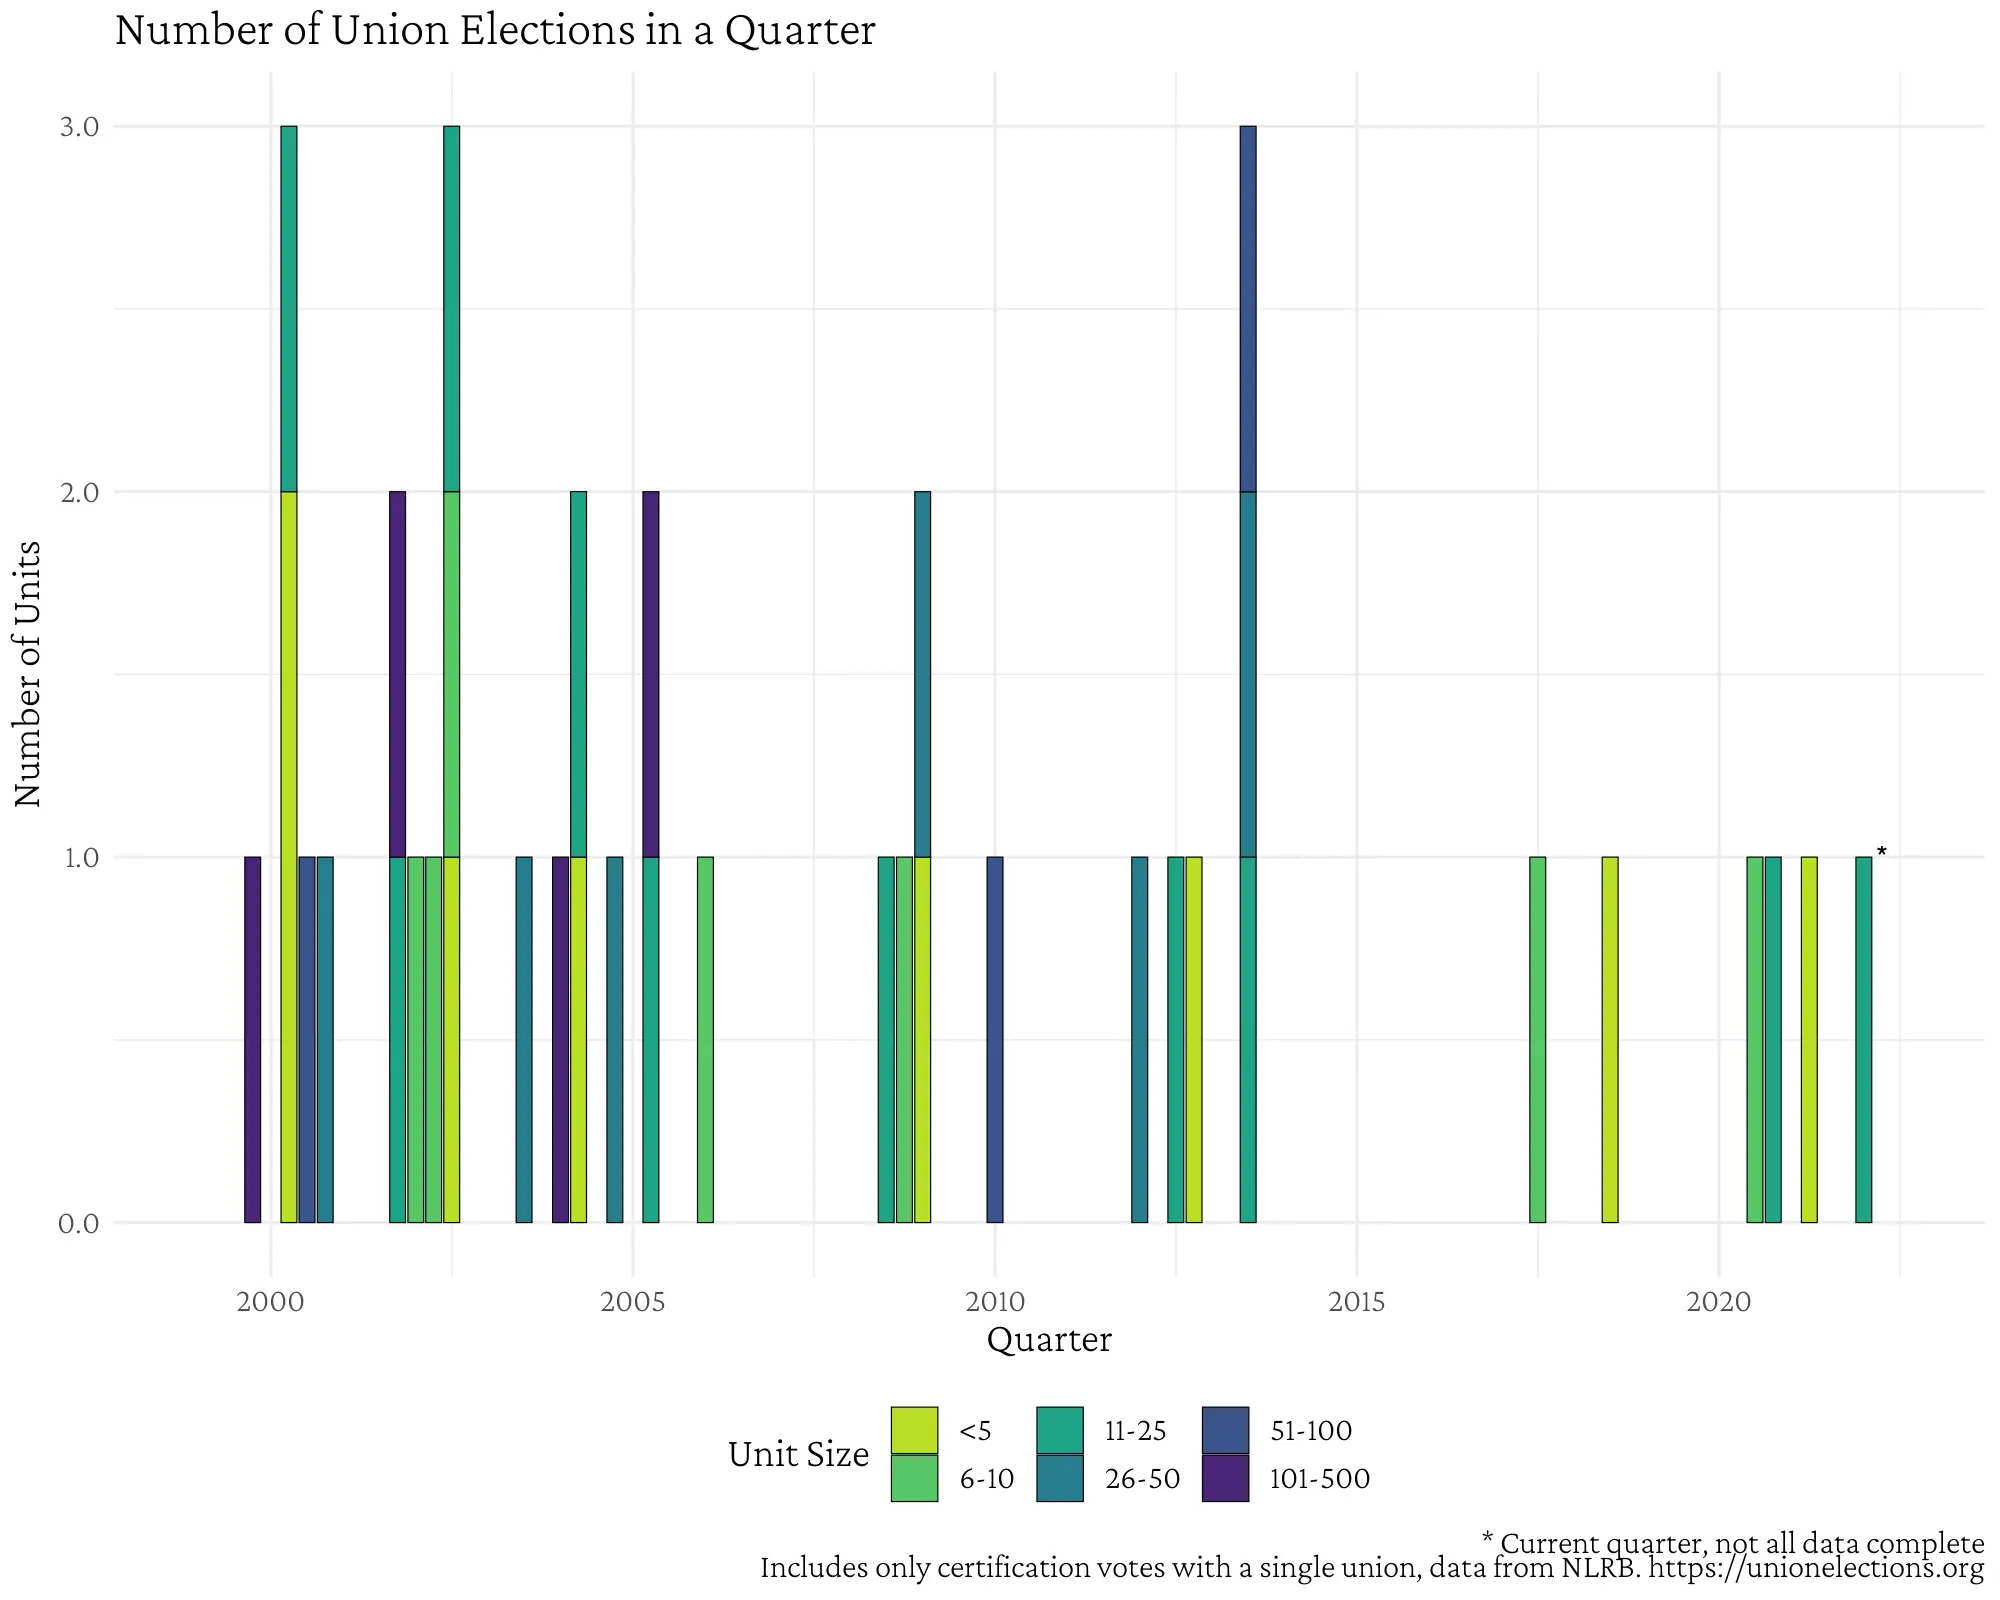 Number of Union Elections in a Quarter
Number of Units
3.0
2.0
1.0
0.0
*
2000 2005 2010 2015 2020
Quarter
Unit Size
<5 11-25 51-100
6-10 26-50 101-500
* Current quarter, not all data complete
Includes only certification votes with a single union, data from NLRB. https://unionelections.org